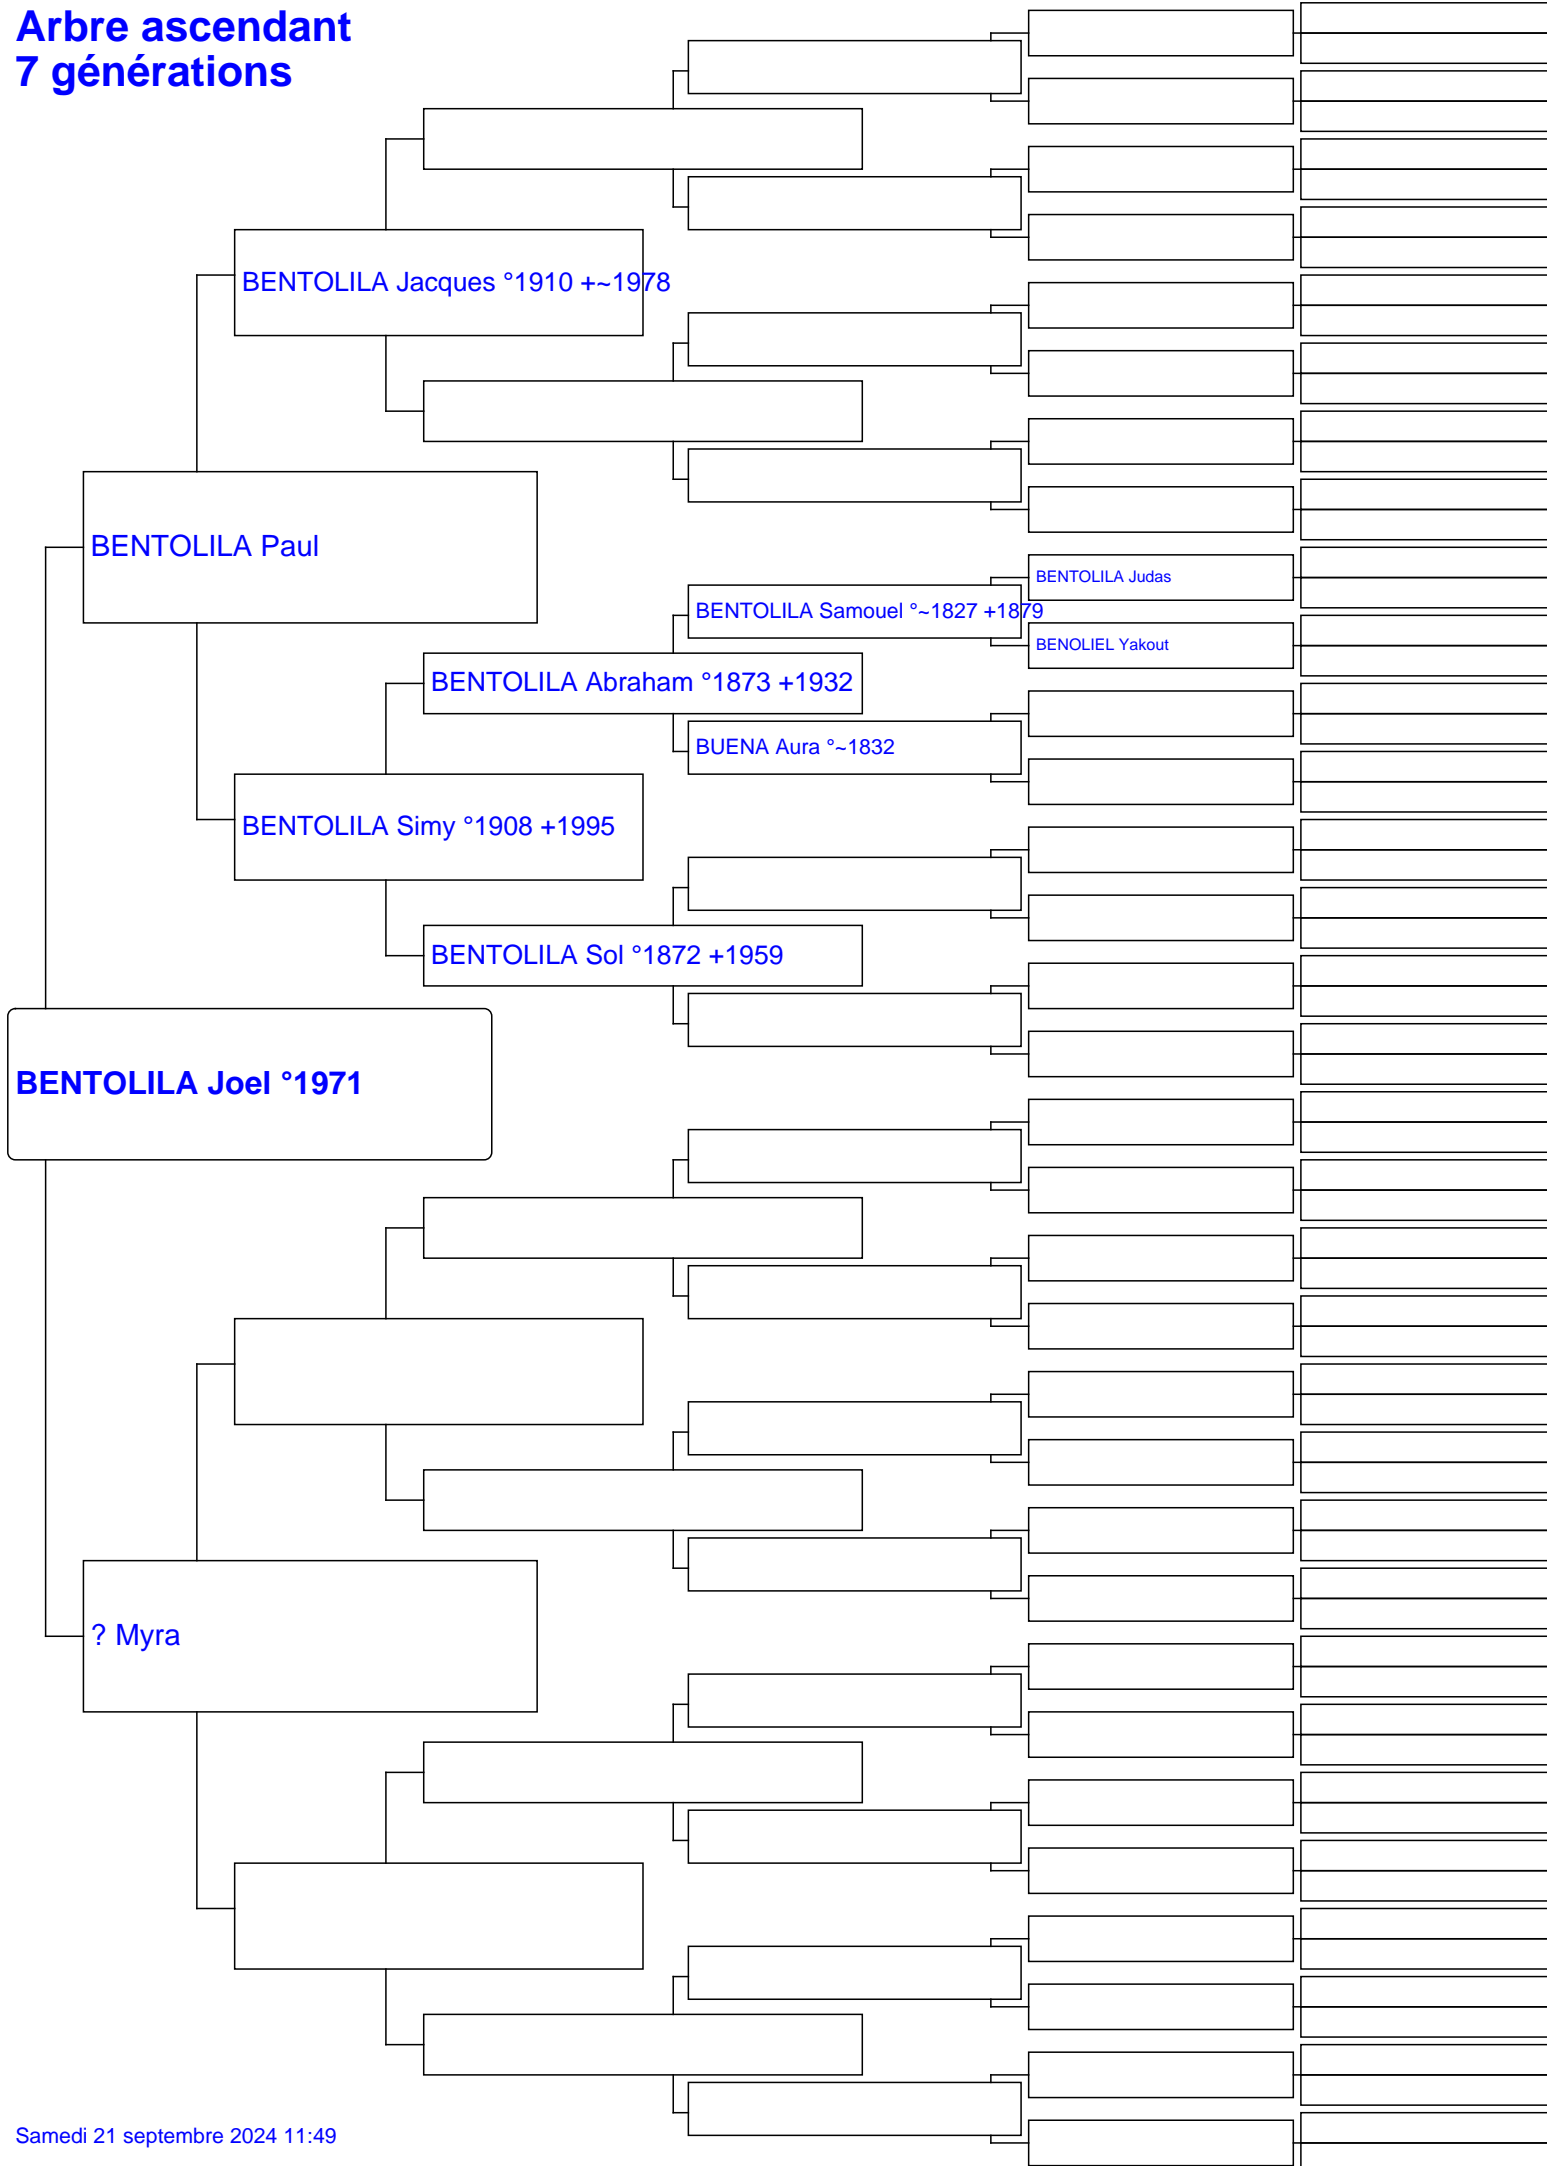 Arbre ascendant
7 générations
BENTOLILA Jacques °1910 +~1978
BENTOLILA Paul
BENTOLILA Judas
BENTOLILA Samouel °~1827 +1879
BENOLIEL Yakout
BENTOLILA Abraham °1873 +1932
BUENA Aura °~1832
BENTOLILA Simy °1908 +1995
BENTOLILA Sol °1872 +1959
BENTOLILA Joel °1971
? Myra
Samedi 21 septembre 2024 11:49